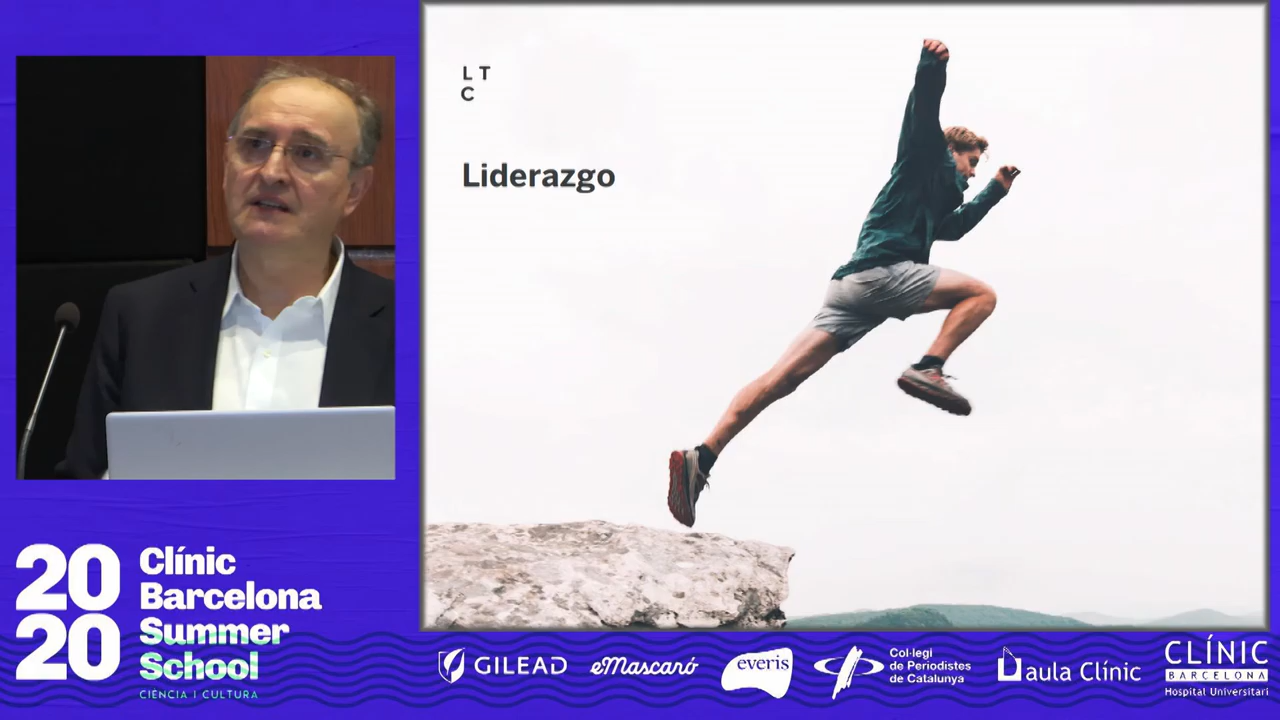 L T
C
Liderazgo
20
20
Clínic
Barcelona
Summer
School
CIÈNCIA I CULTURA
GILEAD
eMascaró
everis
Col·legi
de Periodistes
de Catalunya
aula Clínic
CLÍNIC
BARCELONA
Hospital Universitari